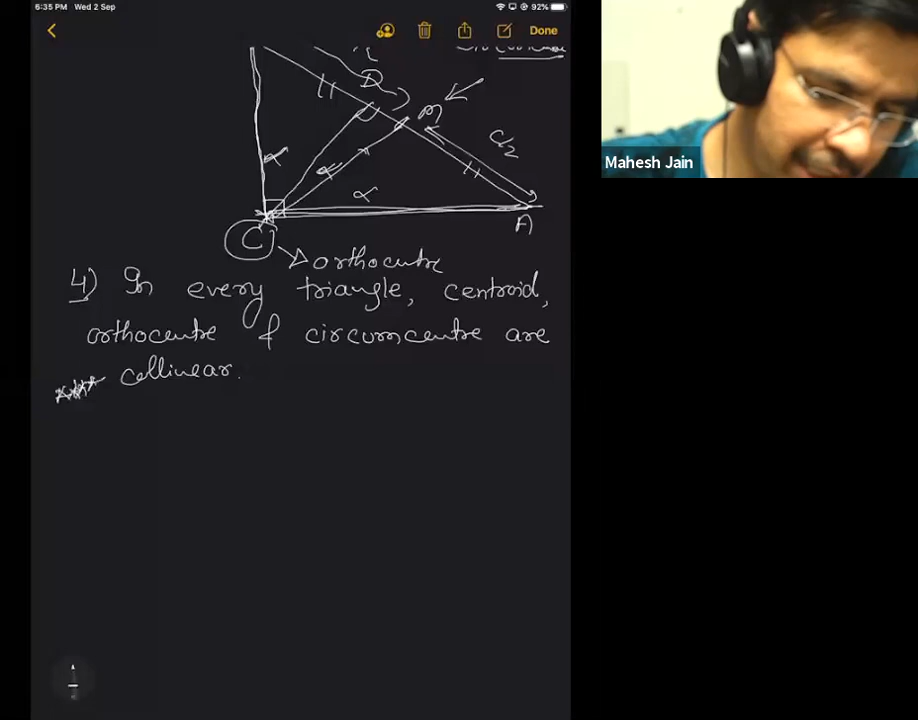 6:35 PM Wed 2 Sep
92%
Done
D
M
C/2
α
A
C
orthocentre
4) In every triangle, centroid,
orthocentre & circumcentre are
collinear.
Mahesh Jain